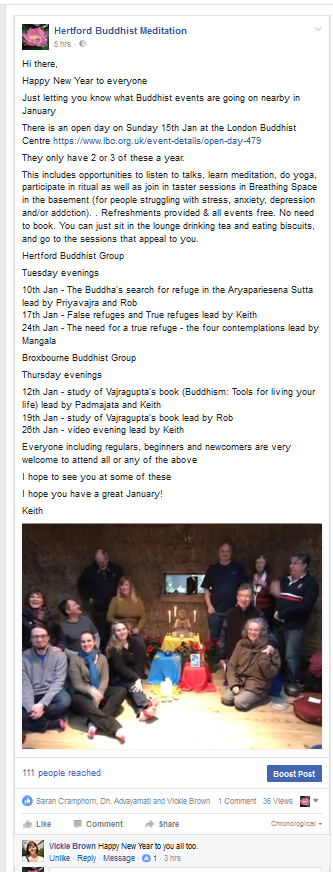 Hertford Buddhist Meditation
5 hrs ·
Hi there,
Happy New Year to everyone
Just letting you know what Buddhist events are going on nearby in
January
There is an open day on Sunday 15th Jan at the London Buddhist
Centre https://www.lbc.org.uk/event-details/open-day-479
They only have 2 or 3 of these a year.
This includes opportunities to listen to talks, learn meditation, do yoga,
participate in ritual as well as join in taster sessions in Breathing Space
in the basement (for people struggling with stress, anxiety, depression
and/or addction). . Refreshments provided & all events free. No need
to book. You can just sit in the lounge drinking tea and eating biscuits,
and go to the sessions that appeal to you.
Hertford Buddhist Group
Tuesday evenings
10th Jan - The Buddha's search for refuge in the Aryapariesena Sutta
lead by Priyavajra and Rob
17th Jan - False refuges and True refuges lead by Keith
24th Jan - The need for a true refuge - the four contemplations lead by
Mangala
Broxbourne Buddhist Group
Thursday evenings
12th Jan - study of Vajragupta's book (Buddhism: Tools for living your
life) lead by Padmajata and Keith
19th Jan - study of Vajragupta's book lead by Rob
26th Jan - video evening lead by Keith
Everyone including regulars, beginners and newcomers are very
welcome to attend all or any of the above
I hope to see you at some of these
I hope you have a great January!
Keith
111 people reached
Boost Post
Sarah Cramphorn, Dh. Advayamati and Vickie Brown 1 Comment 36 Views
Like Comment Share Chronological
Vickie Brown Happy New Year to you all too.
Unlike · Reply · Message · 1 · 3 hrs